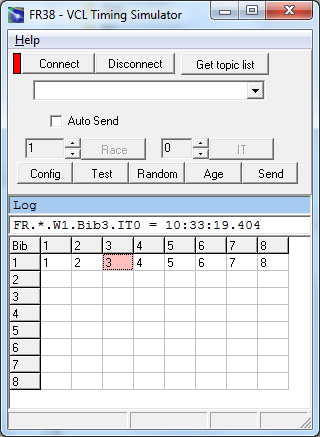 FR38 - VCL Timing Simulator
Help
Connect Disconnect Get topic list
Auto Send
1 Race 0 IT
Config Test Random Age Send
Log
FR.*.W1.Bib3.IT0 = 10:33:19.404
Bib 1 2 3 4 5 6 7 8
1 1 2 3 4 5 6 7 8
2
3
4
5
6
7
8